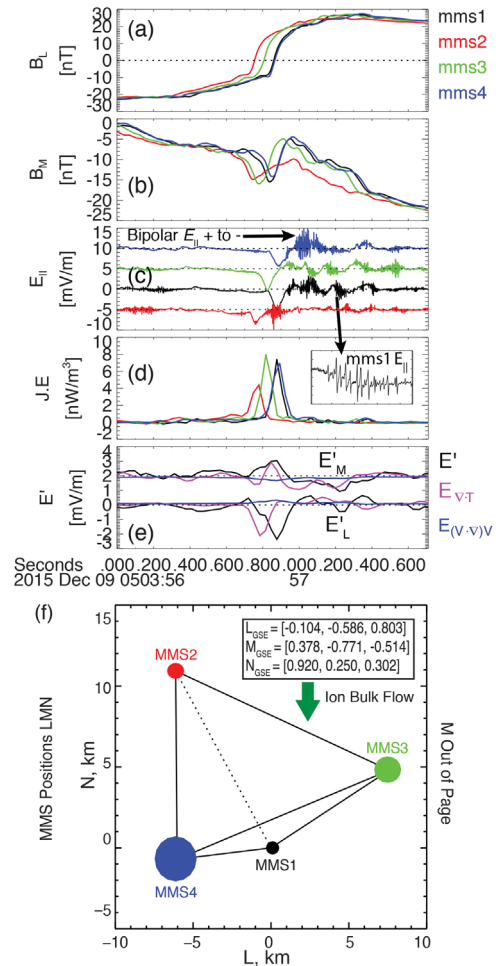 (a)
B_L [nT]
30
20
10
0
-10
-20
-30
mms1
mms2
mms3
mms4
(b)
B_M [nT]
0
-5
-10
-15
-20
-25
(c)
E_|| [mV/m]
15
10
5
0
-5
-10
Bipolar E_|| + to -
mms1 E_||
(d)
J.E [nW/m³]
12
10
8
6
4
2
0
-2
(e)
E' [mV/m]
4
3
2
1
0
-1
-2
-3
E'_M
E'_L
E'
E_∇·T
E_(V·∇)V
Seconds .000 .200 .400 .600 .800 .000 .200 .400 .600
2015 Dec 09 0503:56 57
(f)
L_GSE = [-0.104, -0.586, 0.803]
M_GSE = [0.378, -0.771, -0.514]
N_GSE = [0.920, 0.250, 0.302]
Ion Bulk Flow
MMS2
MMS3
MMS1
MMS4
MMS Positions LMN
N, km
15
10
5
0
-5
M Out of Page
-10 -5 0 5 10
L, km